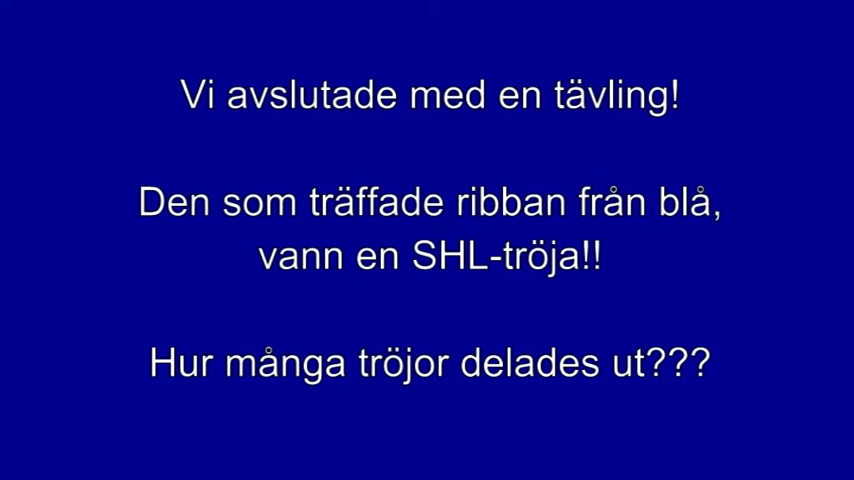 Vi avslutade med en tävling!
Den som träffade ribban från blå,
vann en SHL-tröja!!
Hur många tröjor delades ut???